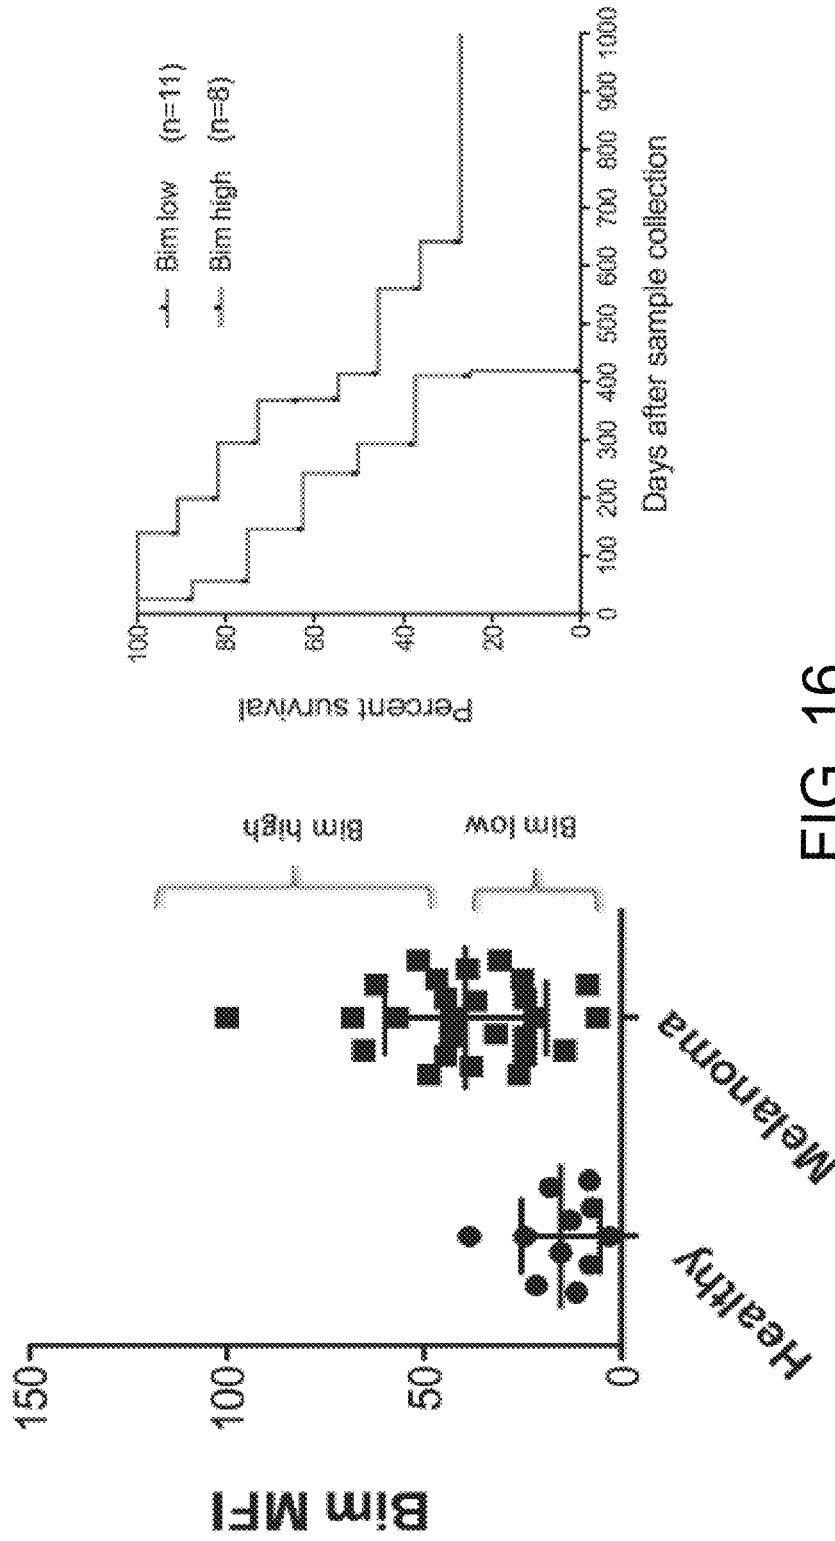 Bim MFI
150
100
50
0
Healthy
Melanoma
Bim high
Bim low
Percent survival
100
80
60
40
20
0
0 100 200 300 400 500 600 700 800 900 1000
Days after sample collection
Bim low (n=11)
Bim high (n=8)
FIG. 16